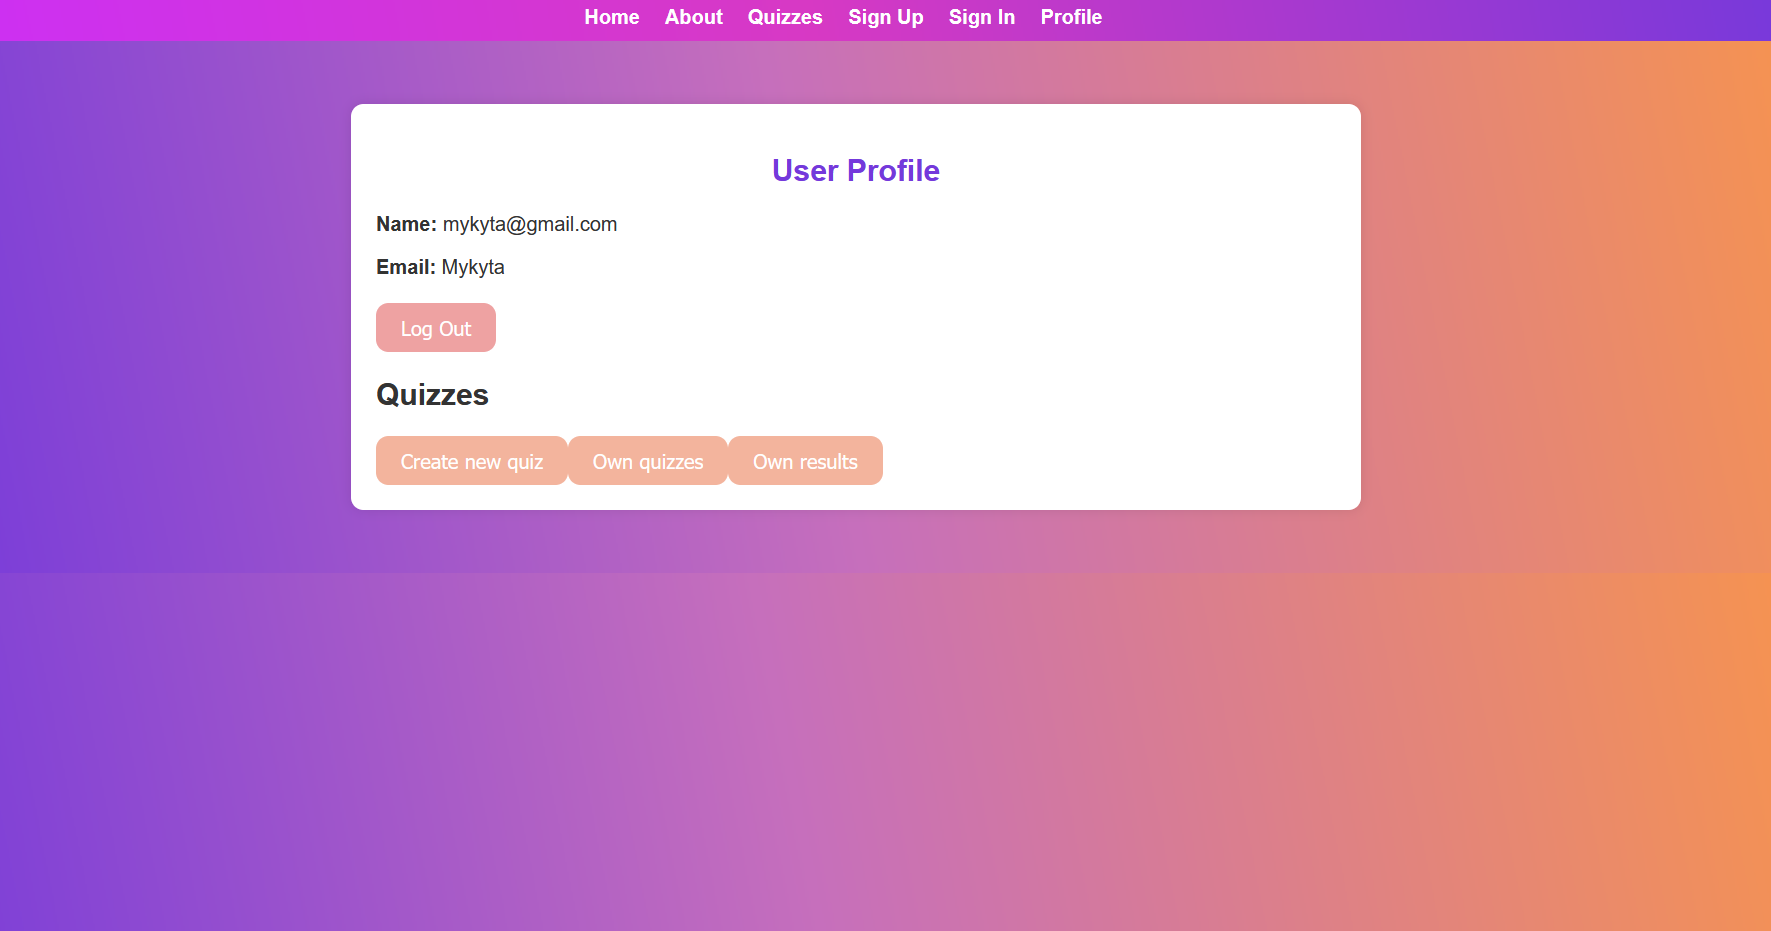 Home About Quizzes Sign Up Sign In Profile
User Profile
Name: mykyta@gmail.com
Email: Mykyta
Log Out
Quizzes
Create new quiz Own quizzes Own results